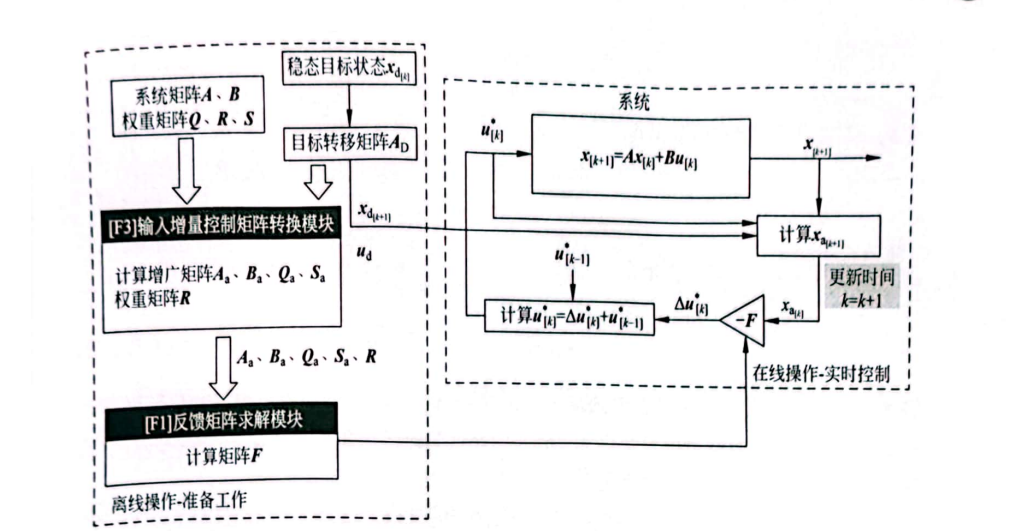 稳态目标状态x_d[k]
系统矩阵A、B
权重矩阵Q、R、S
目标转移矩阵A_D
[F3]输入增量控制矩阵转换模块
计算增广矩阵A_a、B_a、Q_a、S_a
权重矩阵R
x_d[k+1]
u_d
A_a、B_a、Q_a、S_a、R
[F1]反馈矩阵求解模块
计算矩阵F
离线操作-准备工作
系统
u*[k]
x[k+1]=Ax[k]+Bu[k]
x[k+1]
计算x_a[k+1]
更新时间
k=k+1
u*[k-1]
计算u*[k]=Δu*[k]+u*[k-1]
Δu*[k]
-F
x_a[k]
在线操作-实时控制